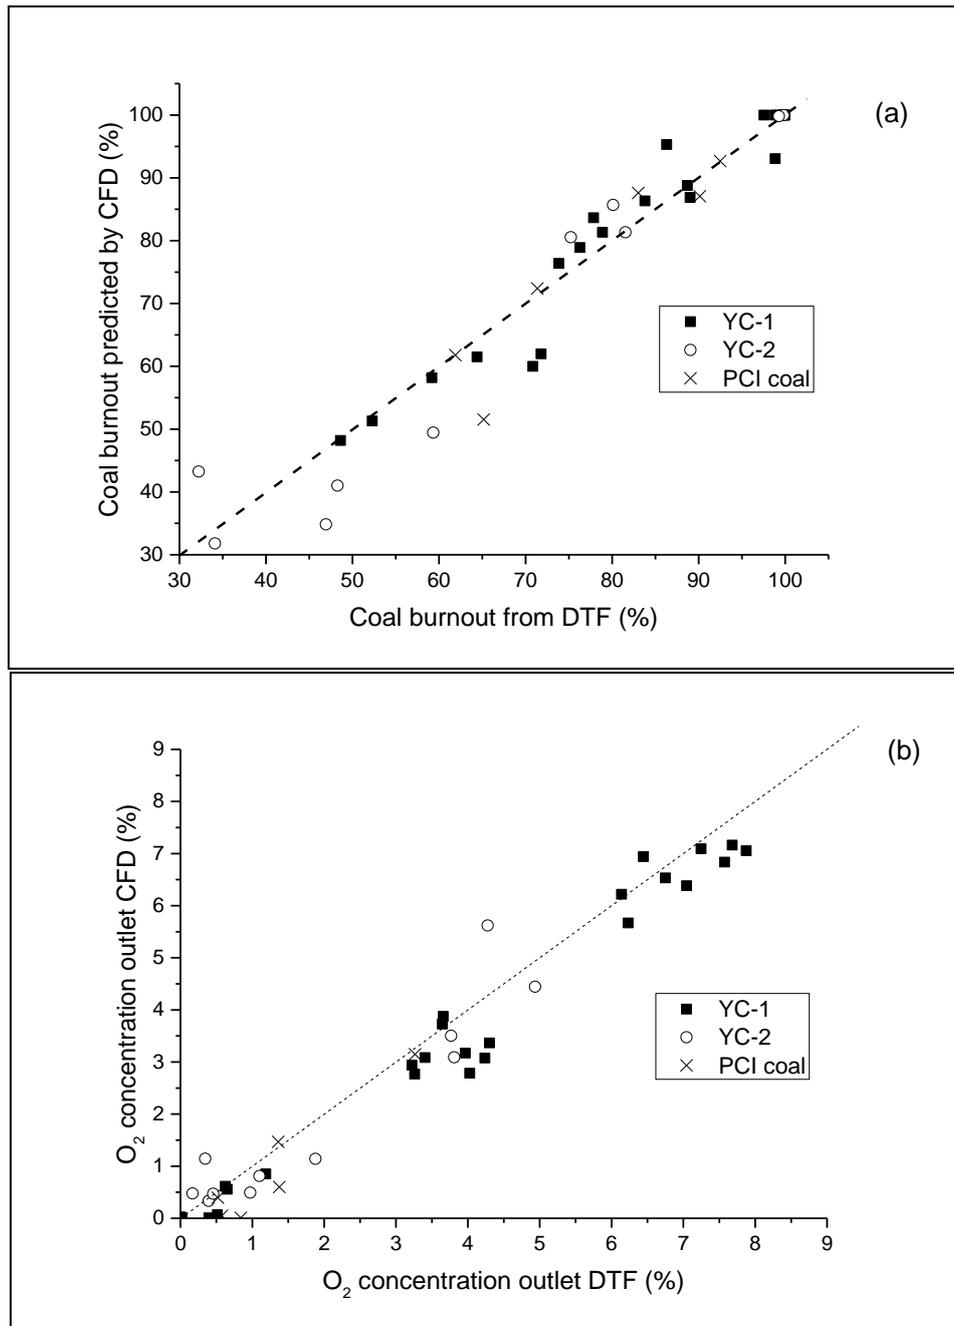 (a)
Coal burnout predicted by CFD (%)
100
90
80
70
60
50
40
30
YC-1
YC-2
PCI coal
30 40 50 60 70 80 90 100
Coal burnout from DTF (%)
(b)
O₂ concentration outlet CFD (%)
9
8
7
6
5
4
3
2
1
0
YC-1
YC-2
PCI coal
0 1 2 3 4 5 6 7 8 9
O₂ concentration outlet DTF (%)